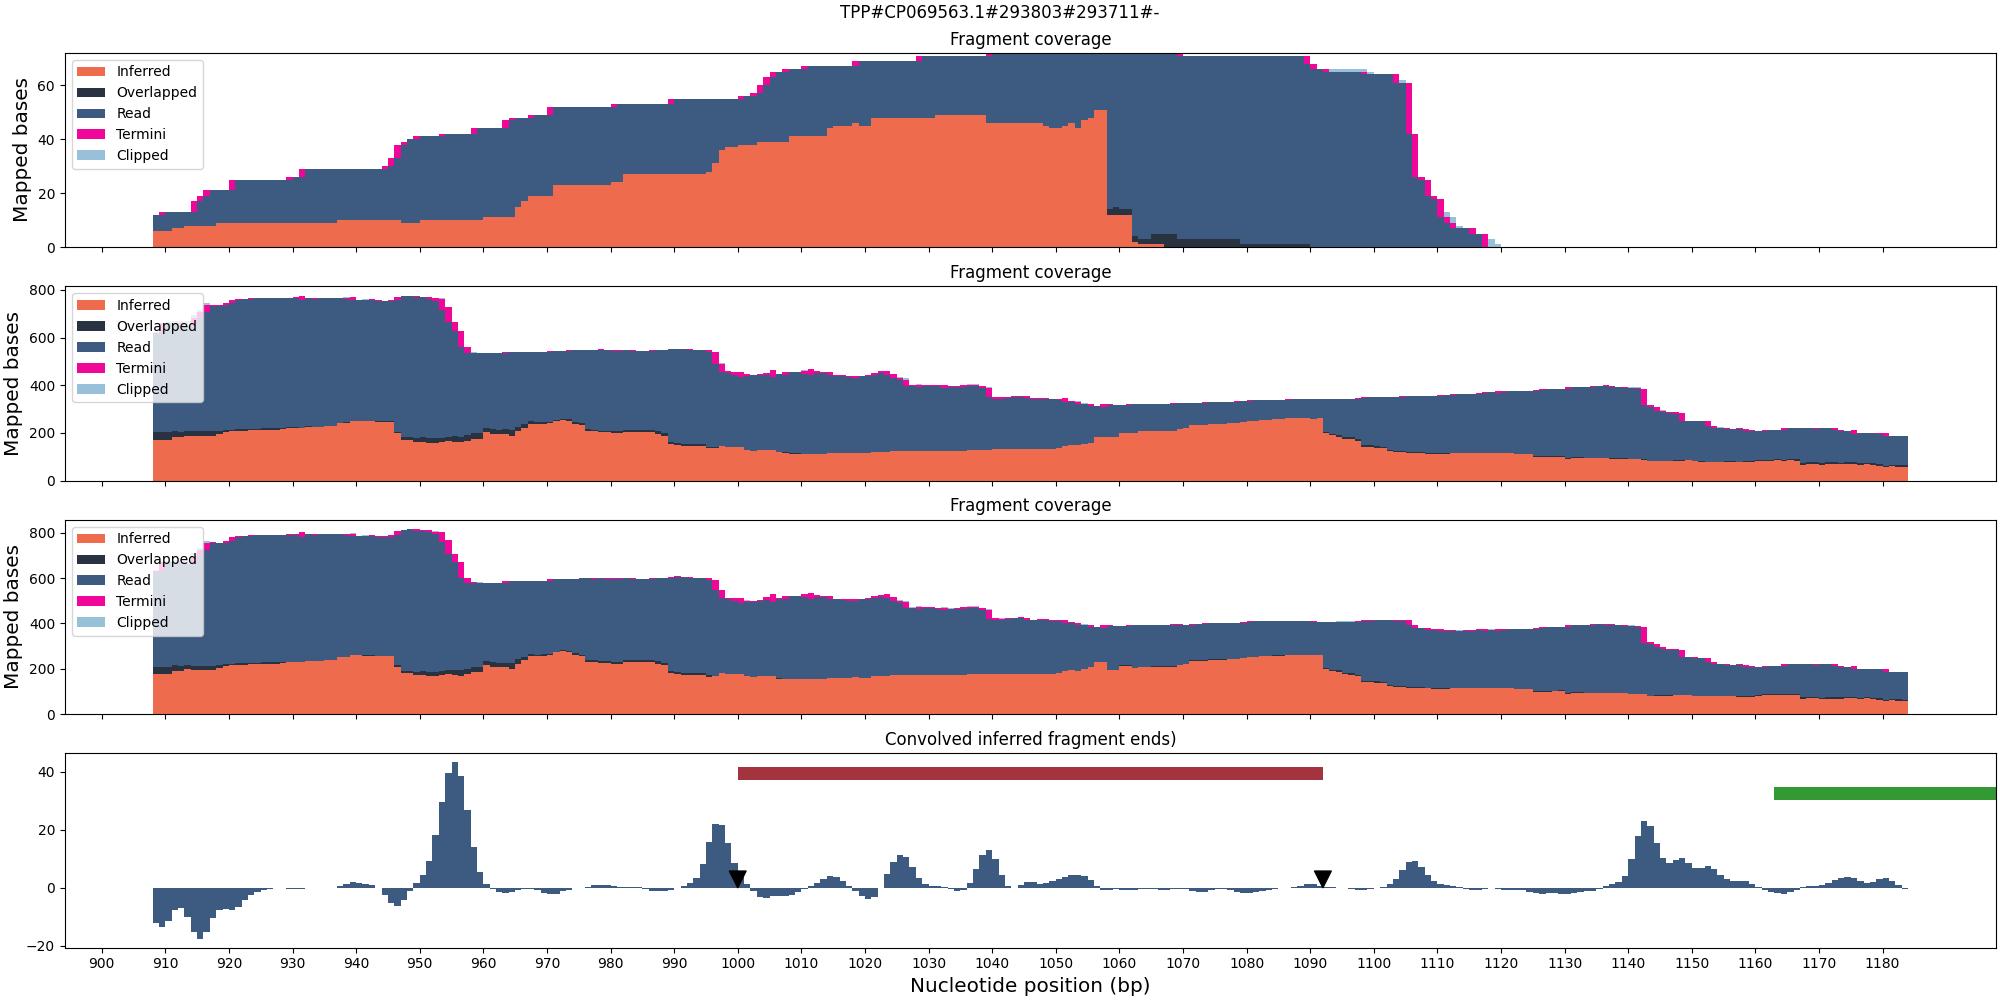 TPP#CP069563.1#293803#293711#-
Fragment coverage
Mapped bases
60
40
20
0
Inferred
Overlapped
Read
Termini
Clipped
Fragment coverage
Mapped bases
800
600
400
200
0
Inferred
Overlapped
Read
Termini
Clipped
Fragment coverage
Mapped bases
800
600
400
200
0
Inferred
Overlapped
Read
Termini
Clipped
Convolved inferred fragment ends)
40
20
0
−20
900 910 920 930 940 950 960 970 980 990 1000 1010 1020 1030 1040 1050 1060 1070 1080 1090 1100 1110 1120 1130 1140 1150 1160 1170 1180
Nucleotide position (bp)